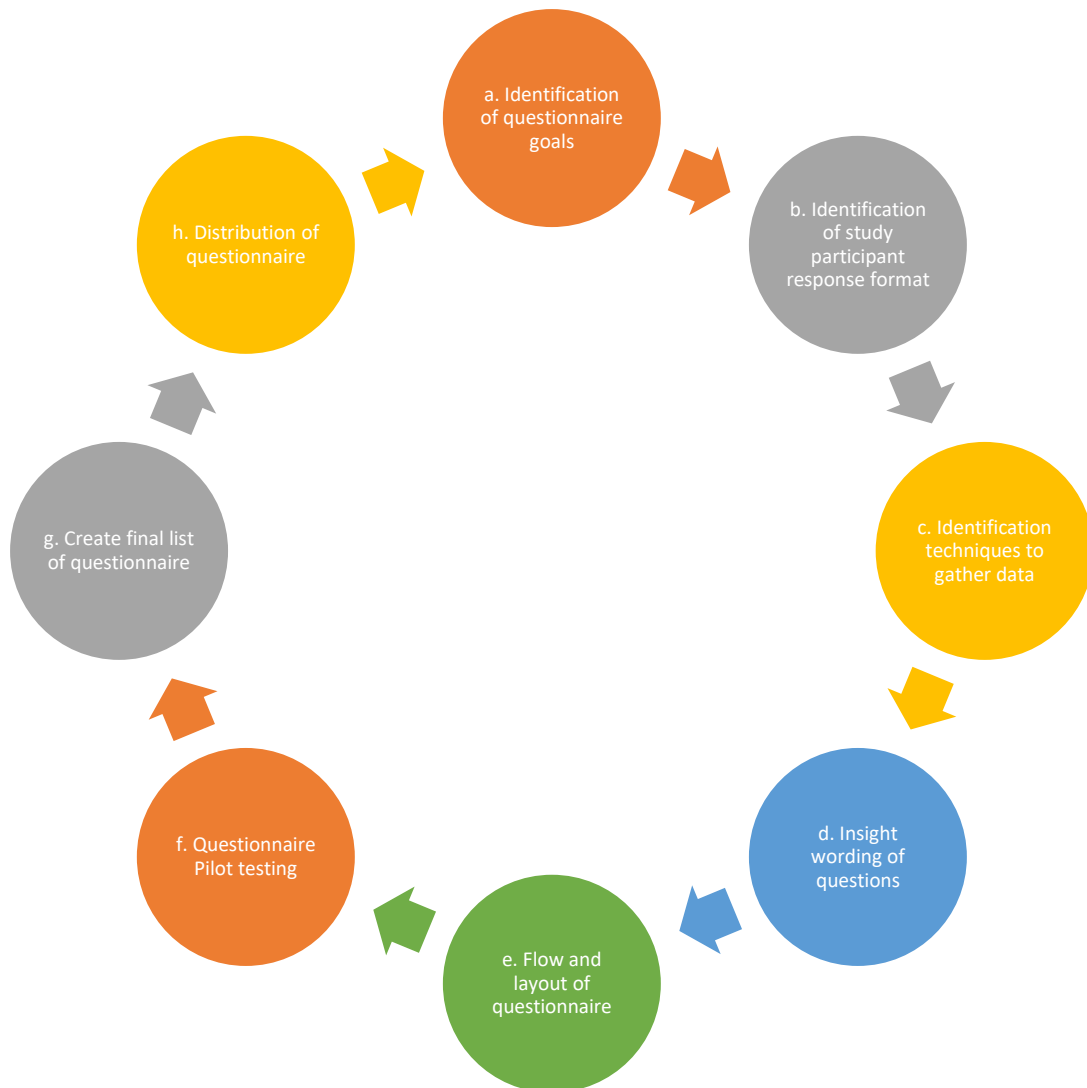 a. Identification
of questionnaire
goals
b. Identification
of study
participant
response format
c. Identification
techniques to
gather data
d. Insight
wording of
questions
e. Flow and
layout of
questionnaire
f. Questionnaire
Pilot testing
g. Create final list
of questionnaire
h. Distribution of
questionnaire